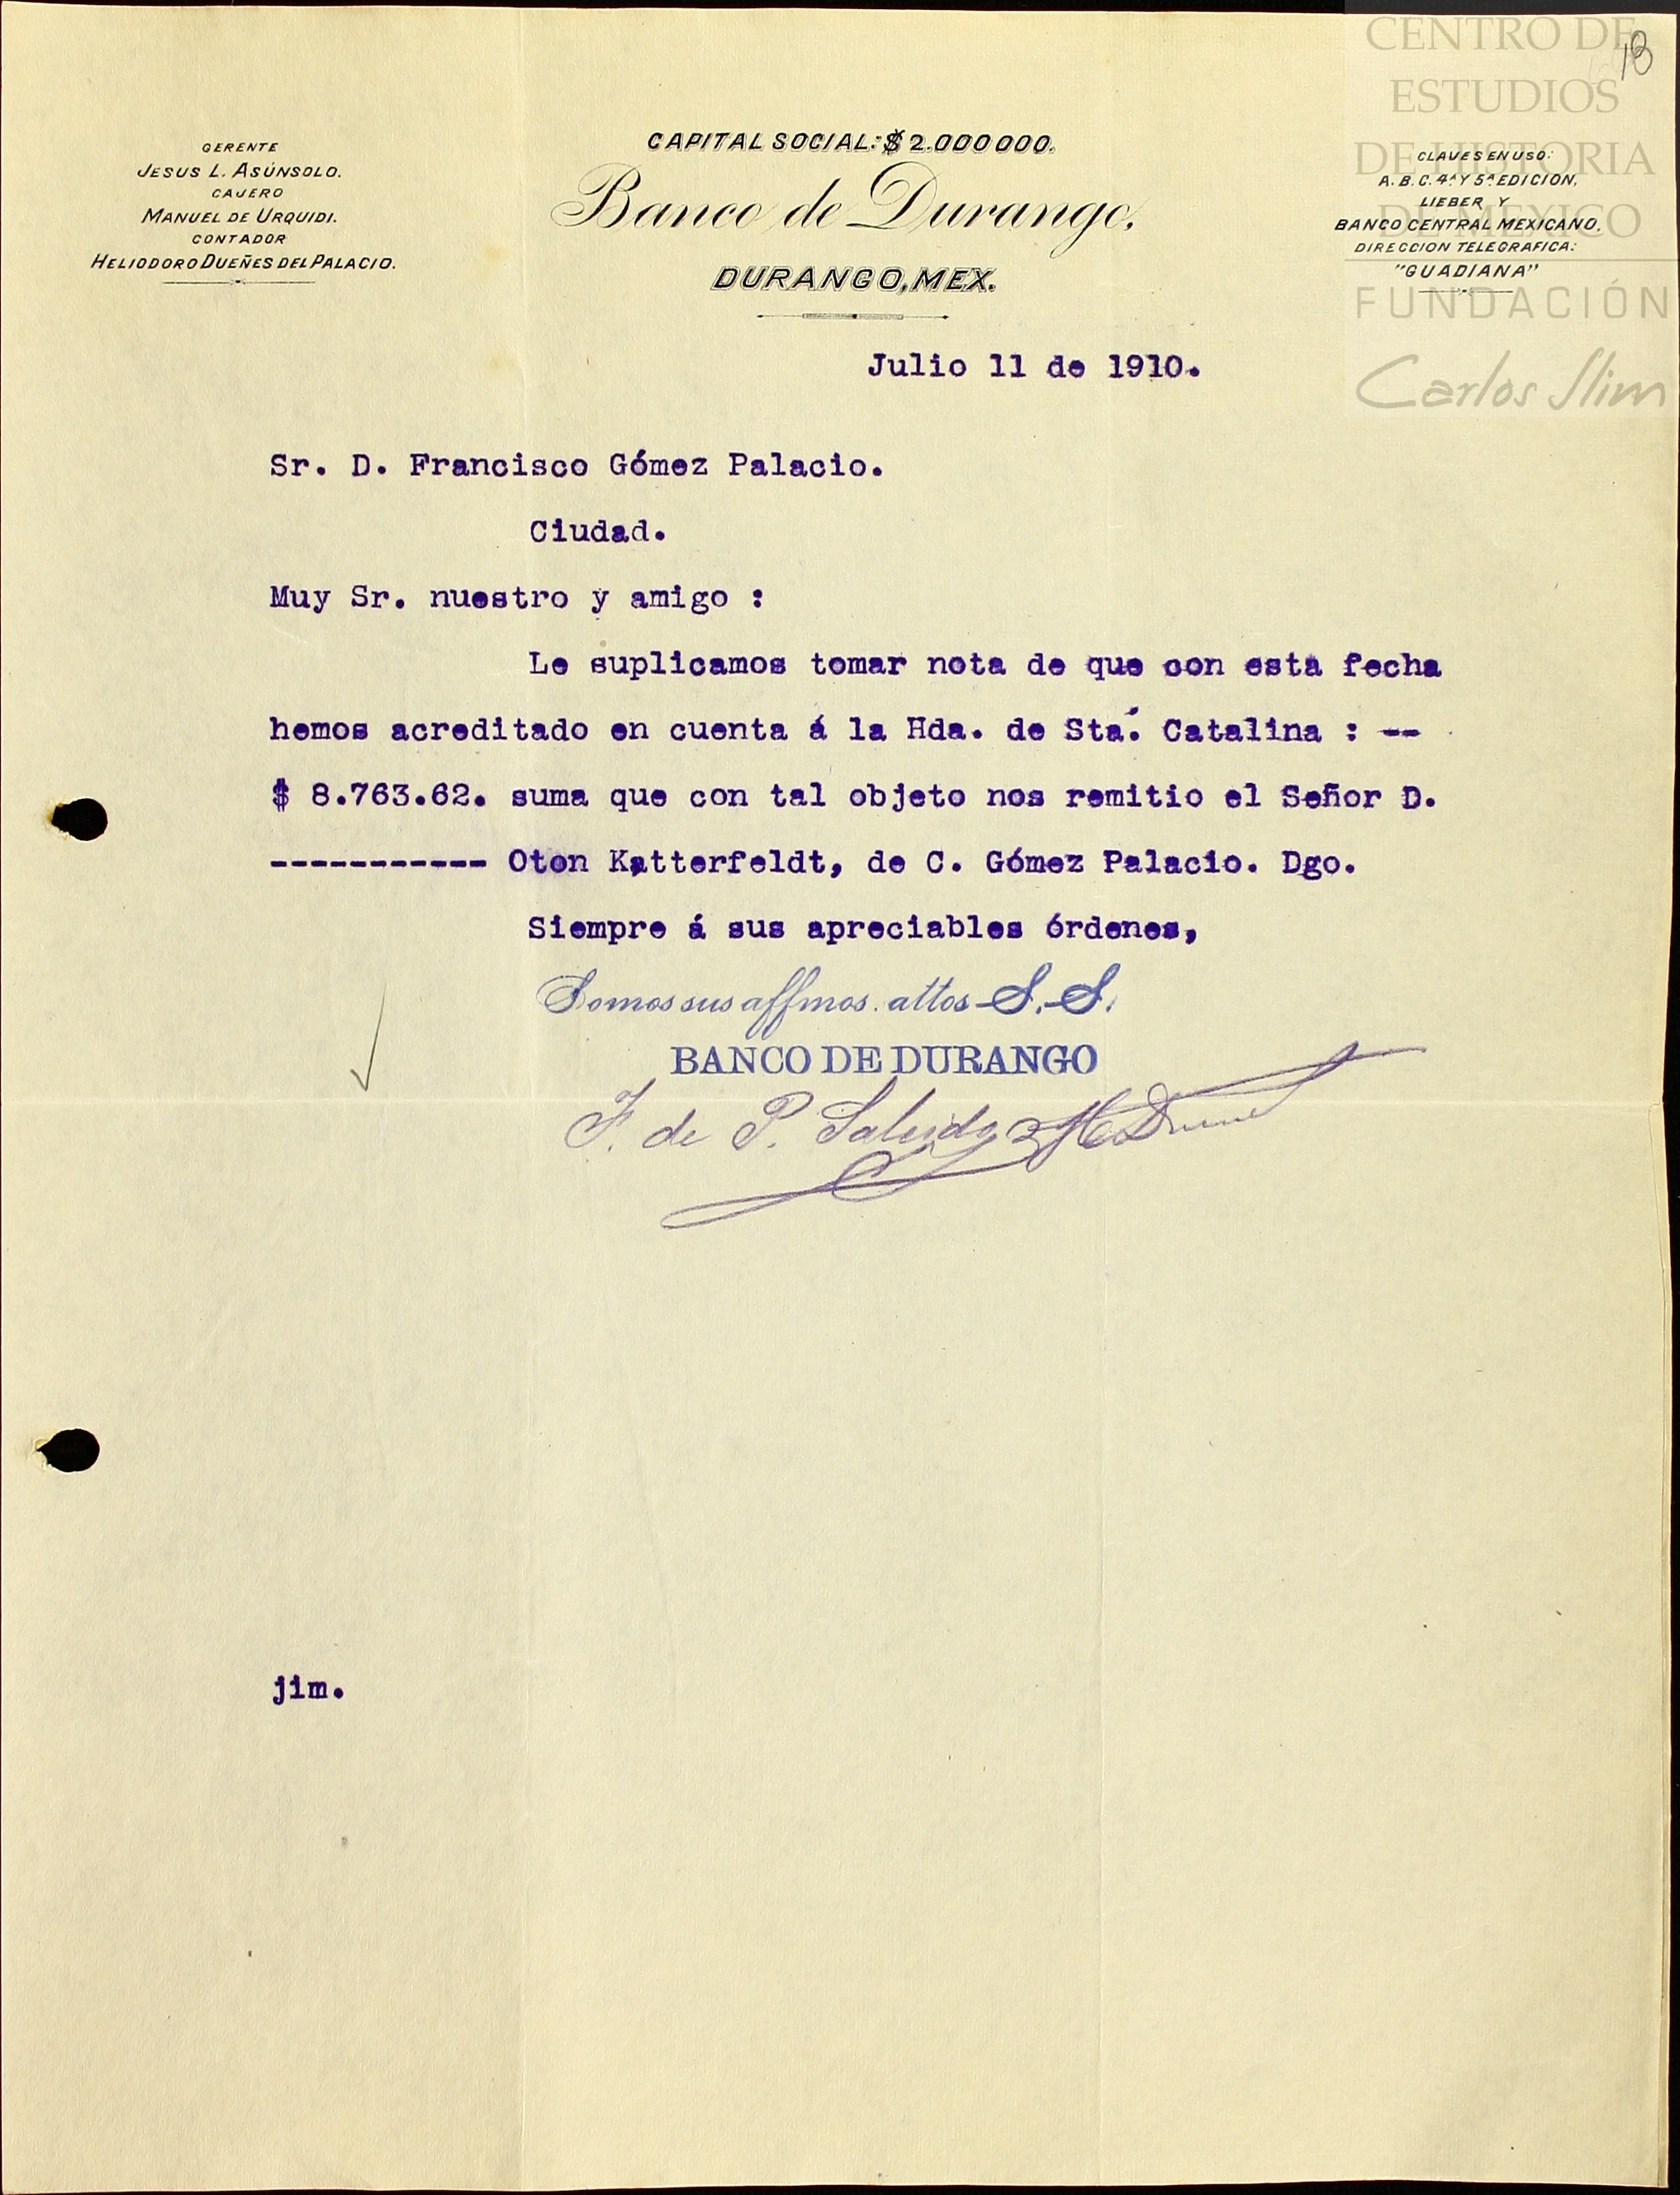 CENTRO DE
ESTUDIOS
DE HISTORIA
DE MEXICO
FUNDACIÓN
Carlos Slim
GERENTE
JESUS L. ASÚNSOLO.
CAJERO
MANUEL DE URQUIDI.
CONTADOR
HELIODORO DUEÑES DEL PALACIO.
CAPITAL SOCIAL: $ 2.000000.
Banco de Durango.
DURANGO, MEX.
CLAVES EN USO:
A. B. C. 4ª Y 5ª EDICION,
LIEBER Y
BANCO CENTRAL MEXICANO.
DIRECCION TELEGRAFICA:
"GUADIANA"
Julio 11 de 1910.
Sr. D. Francisco Gómez Palacio.
Ciudad.
Muy Sr. nuestro y amigo :
Le suplicamos tomar nota de que con esta fecha
hemos acreditado en cuenta á la Hda. de Sta. Catalina : --
$ 8.763.62. suma que con tal objeto nos remitio el Señor D.
----------- Oton Katterfeldt, de C. Gómez Palacio. Dgo.
Siempre á sus apreciables órdenes,
Somos sus affmos. attos S. S.
BANCO DE DURANGO
F. de P. Salcido
jim.